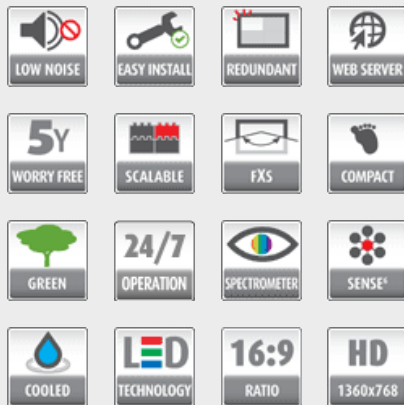 LOW NOISE
EASY INSTALL
REDUNDANT
WEB SERVER
5Y
WORRY FREE
SCALABLE
FXS
COMPACT
GREEN
24/7
OPERATION
SPECTROMETER
SENSE⁶
COOLED
LED
TECHNOLOGY
16:9
RATIO
HD
1360x768